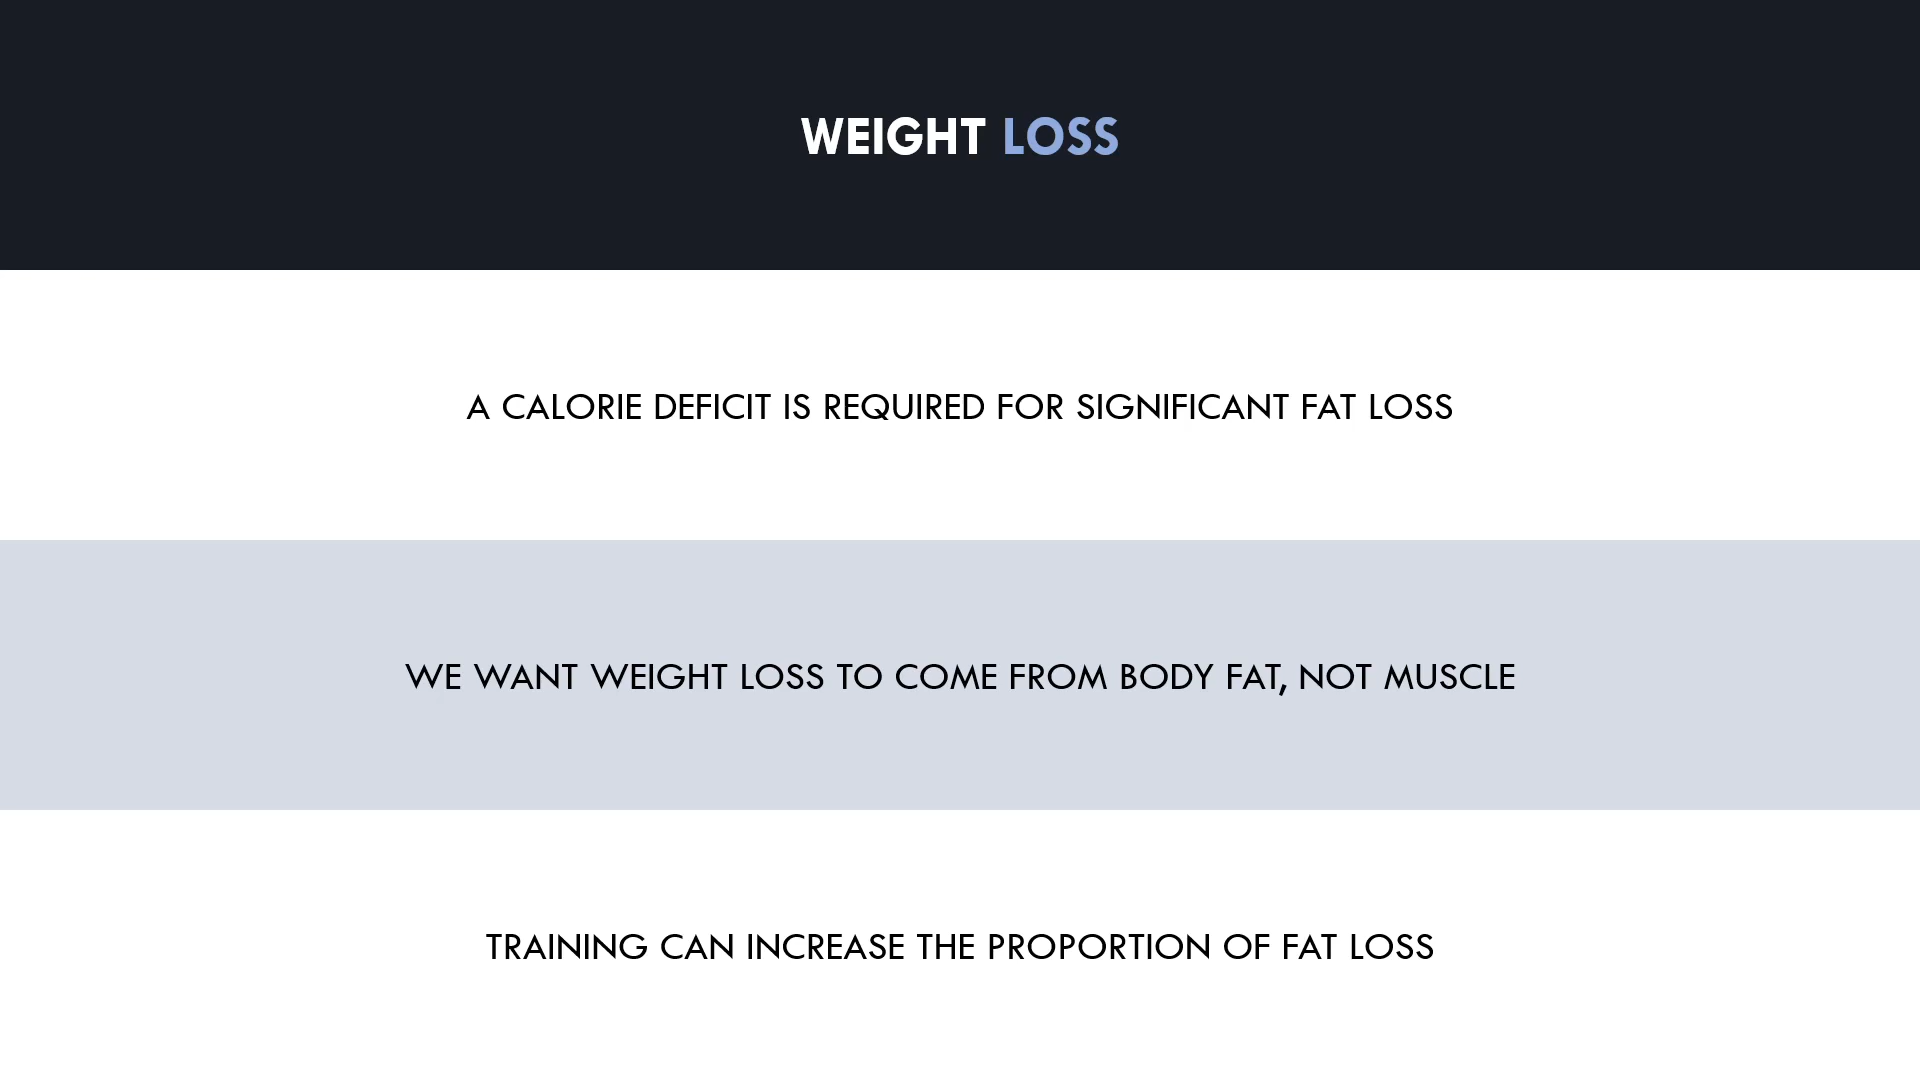 WEIGHT LOSS
A CALORIE DEFICIT IS REQUIRED FOR SIGNIFICANT FAT LOSS
WE WANT WEIGHT LOSS TO COME FROM BODY FAT, NOT MUSCLE
TRAINING CAN INCREASE THE PROPORTION OF FAT LOSS